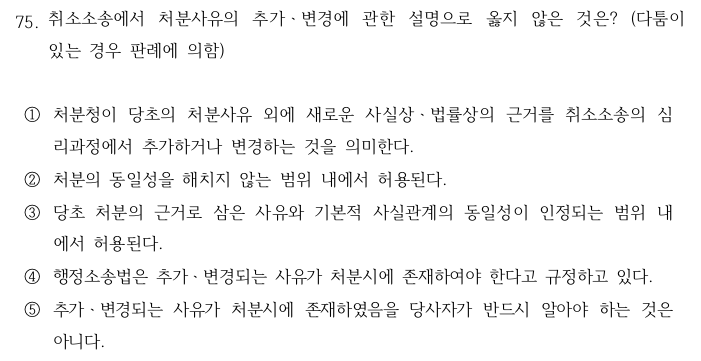 75. 취소소송에서 처분사유의 추가ㆍ변경에 관한 설명으로 옳지 않은 것은? (다툼이
있는 경우 판례에 의함)
① 처분청이 당초의 처분사유 외에 새로운 사실상ㆍ법률상의 근거를 취소소송의 심
리과정에서 추가하거나 변경하는 것을 의미한다.
② 처분의 동일성을 해치지 않는 범위 내에서 허용된다.
③ 당초 처분의 근거로 삼은 사유와 기본적 사실관계의 동일성이 인정되는 범위 내
에서 허용된다.
④ 행정소송법은 추가ㆍ변경되는 사유가 처분시에 존재하여야 한다고 규정하고 있다.
⑤ 추가ㆍ변경되는 사유가 처분시에 존재하였음을 당사자가 반드시 알아야 하는 것은
아니다.